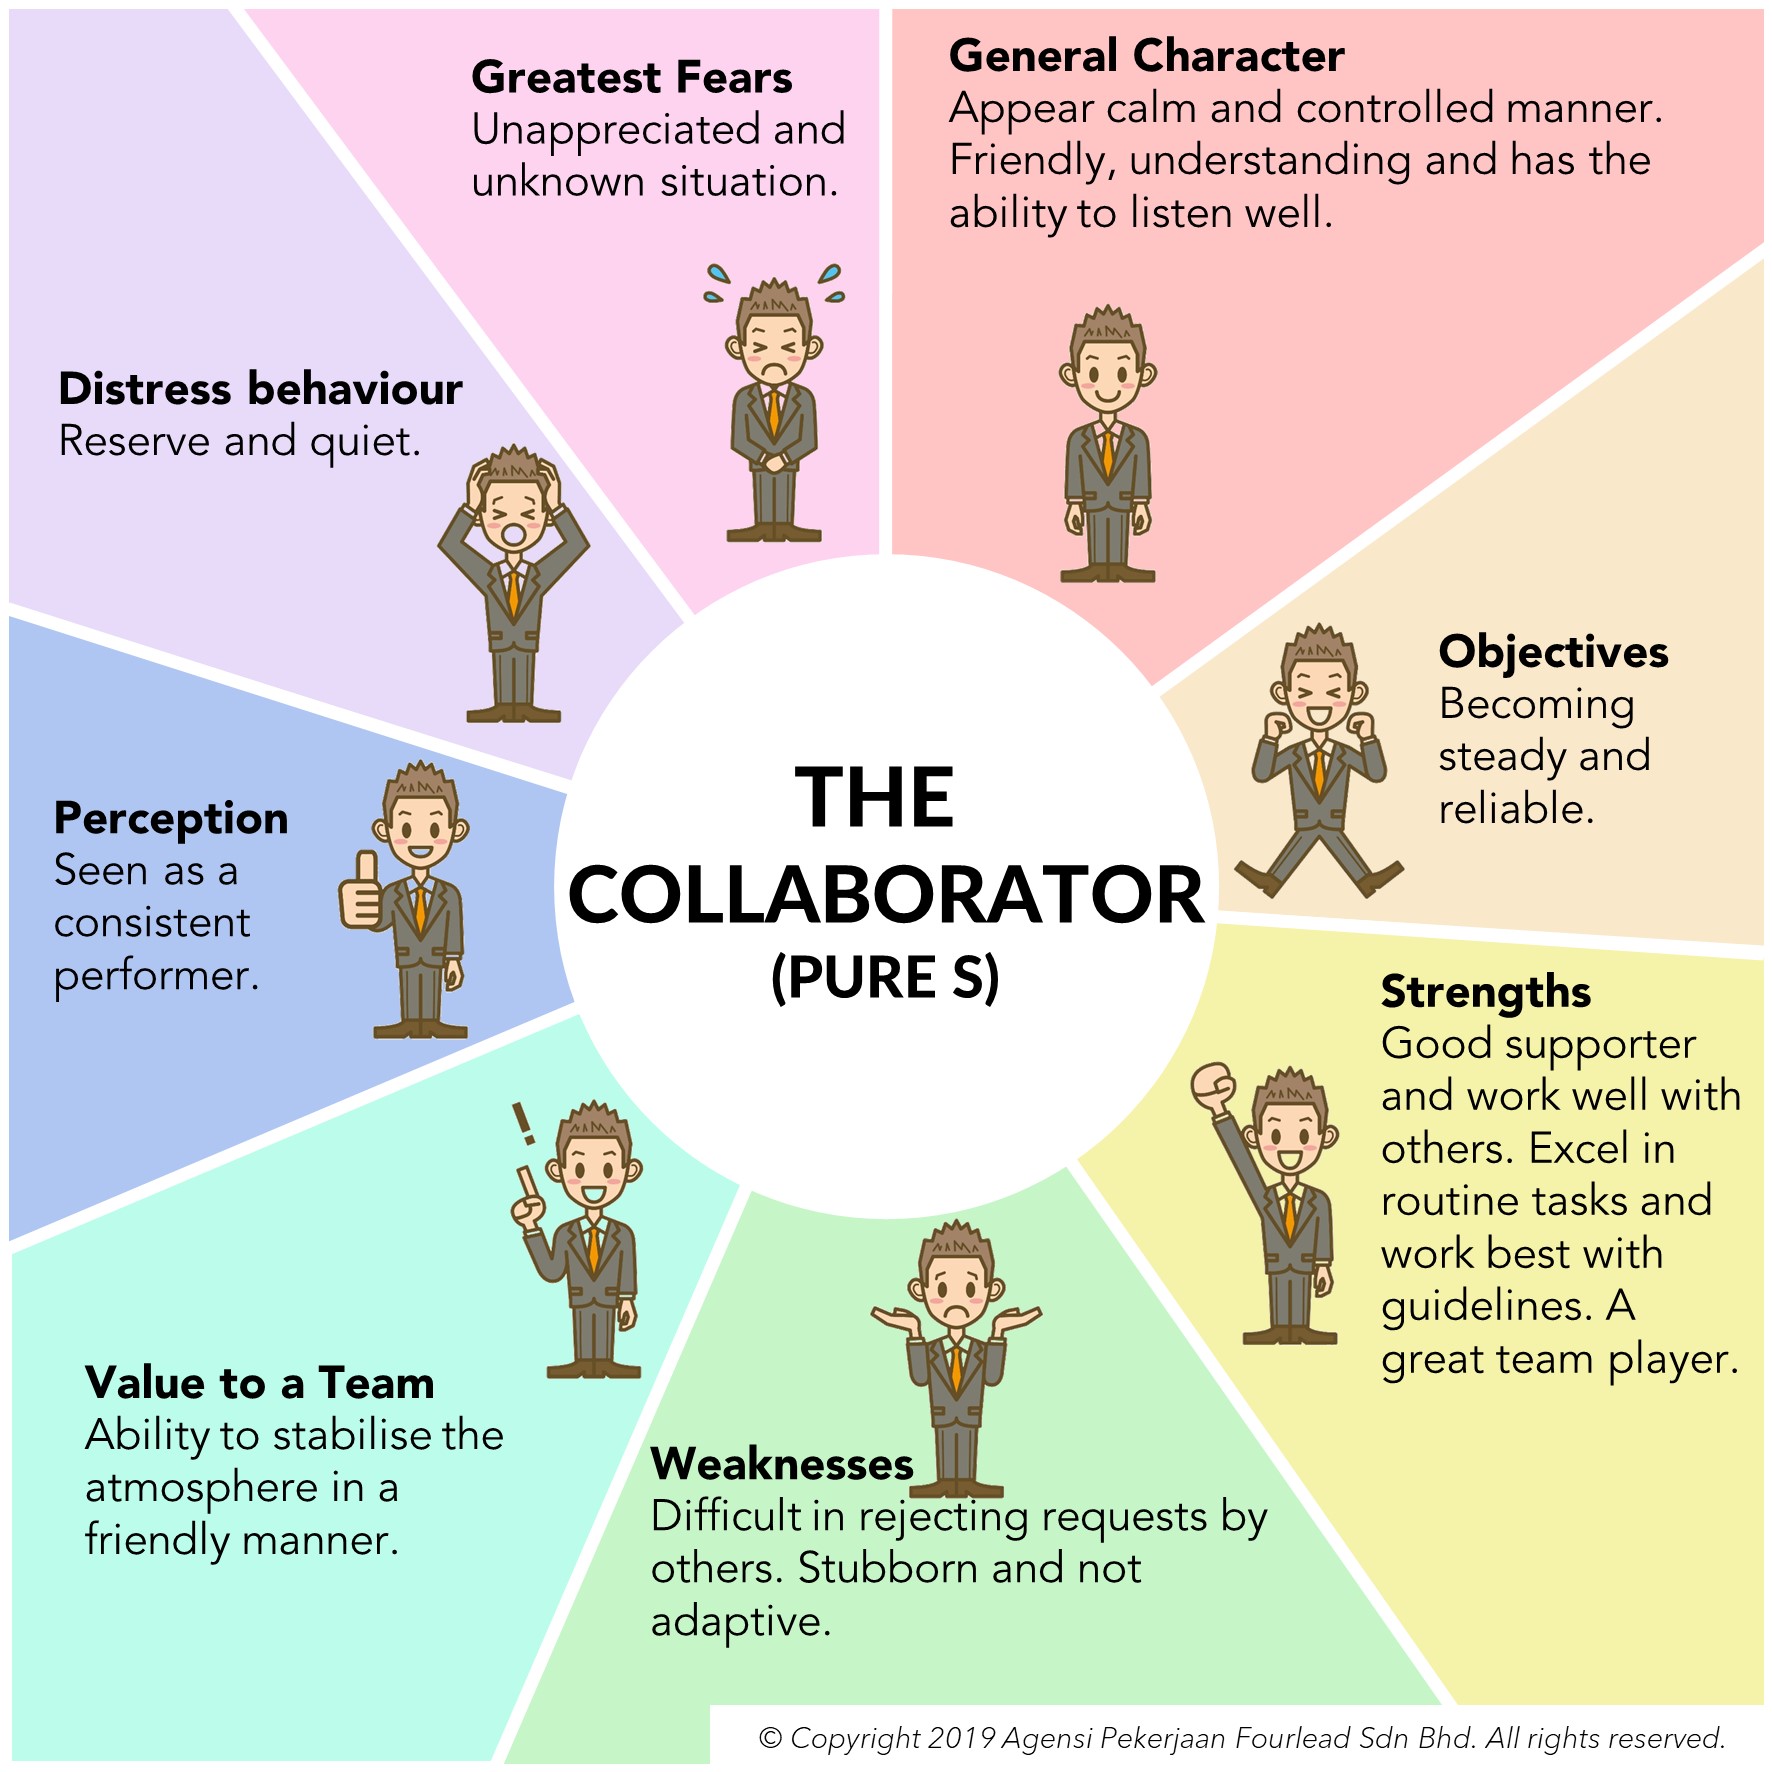 Greatest Fears
Unappreciated and
unknown situation.
General Character
Appear calm and controlled manner.
Friendly, understanding and has the
ability to listen well.
Distress behaviour
Reserve and quiet.
Objectives
Becoming
steady and
reliable.
Perception
Seen as a
consistent
performer.
THE
COLLABORATOR
(PURE S)
Strengths
Good supporter
and work well with
others. Excel in
routine tasks and
work best with
guidelines. A
great team player.
!
Value to a Team
Ability to stabilise the
atmosphere in a
friendly manner.
Weaknesses
Difficult in rejecting requests by
others. Stubborn and not
adaptive.
© Copyright 2019 Agensi Pekerjaan Fourlead Sdn Bhd. All rights reserved.